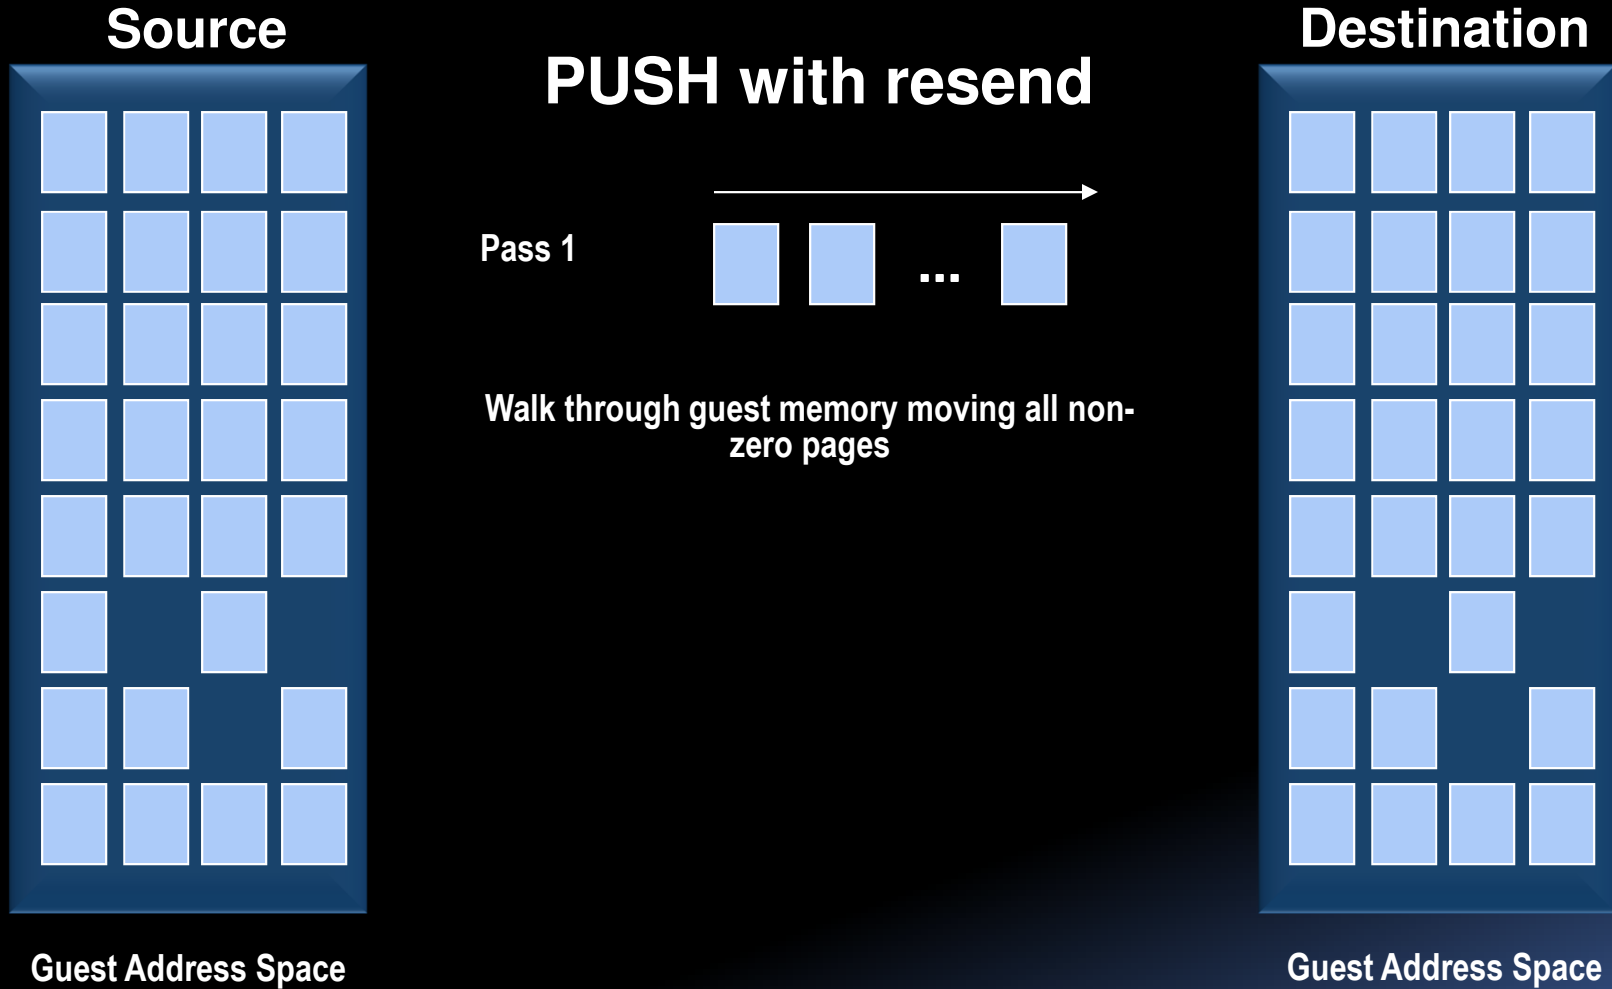 Source
PUSH with resend
Destination
Pass 1
...
Walk through guest memory moving all non-
zero pages
Guest Address Space
Guest Address Space